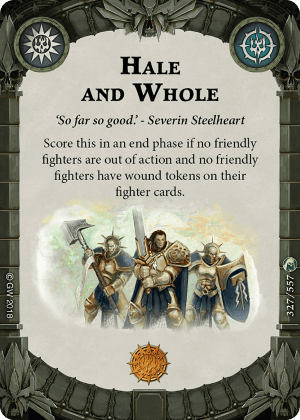 HALE
AND WHOLE
‘So far so good.’ - Severin Steelheart
Score this in an end phase if no friendly
fighters are out of action and no friendly
fighters have wound tokens on their
fighter cards.
© GW 2018
327/557